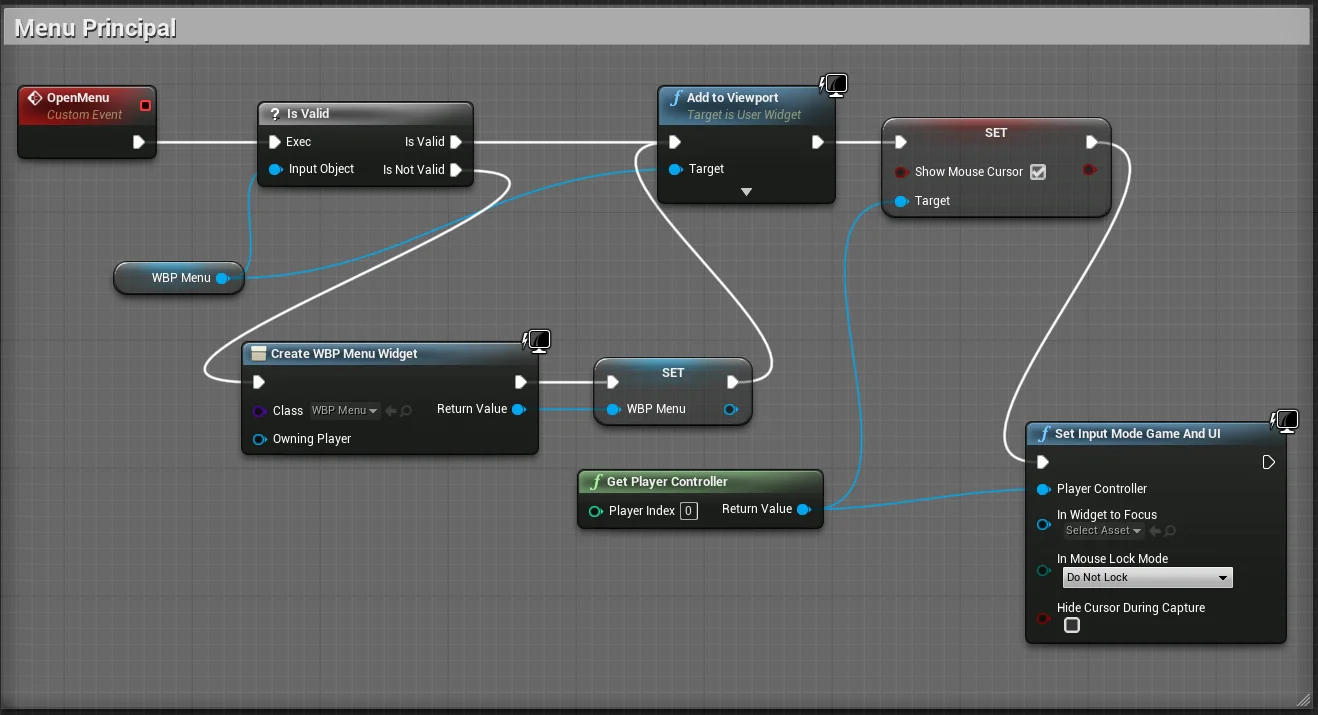 Menu Principal
OpenMenu
Custom Event
? Is Valid
Exec
Is Valid
Input Object
Is Not Valid
f Add to Viewport
Target is User Widget
Target
SET
Show Mouse Cursor
Target
WBP Menu
Create WBP Menu Widget
Class
WBP Menu
Return Value
Owning Player
SET
WBP Menu
f Get Player Controller
Player Index 0
Return Value
f Set Input Mode Game And UI
Player Controller
In Widget to Focus
Select Asset
In Mouse Lock Mode
Do Not Lock
Hide Cursor During Capture